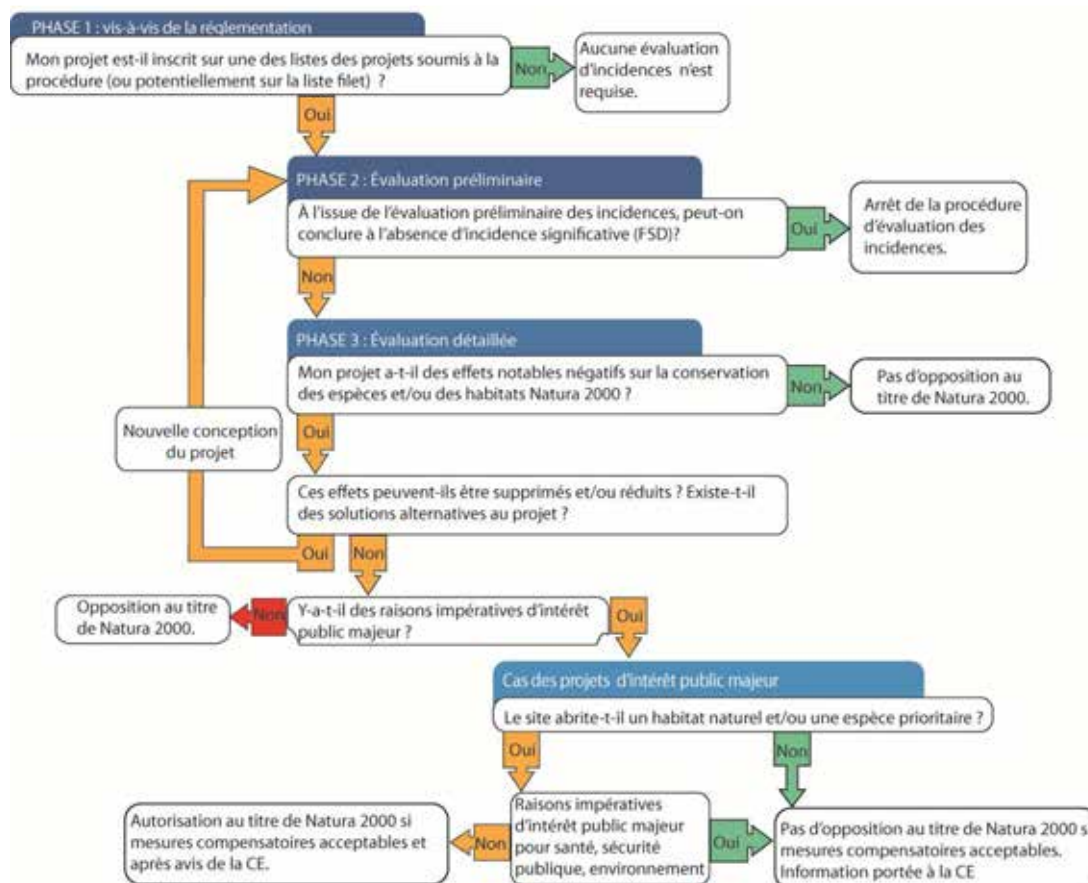 PHASE 1 : vis-à-vis de la réglementation
Mon projet est-il inscrit sur une des listes des projets soumis à la
procédure (ou potentiellement sur la liste filet) ?
Non
Aucune évaluation
d'incidences n'est
requise.
Oui
PHASE 2 : Évaluation préliminaire
À l'issue de l'évaluation préliminaire des incidences, peut-on
conclure à l'absence d'incidence significative (FSD)?
Oui
Arrêt de la procédure
d'évaluation des
incidences.
Non
PHASE 3 : Évaluation détaillée
Mon projet a-t-il des effets notables négatifs sur la conservation
des espèces et/ou des habitats Natura 2000 ?
Non
Pas d'opposition au
titre de Natura 2000.
Oui
Nouvelle conception
du projet
Ces effets peuvent-ils être supprimés et/ou réduits ? Existe-t-il
des solutions alternatives au projet ?
Oui
Non
Opposition au titre
de Natura 2000.
Non
Y-a-t-il des raisons impératives d'intérêt
public majeur ?
Oui
Cas des projets d'intérêt public majeur
Le site abrite-t-il un habitat naturel et/ou une espèce prioritaire ?
Oui
Non
Autorisation au titre de Natura 2000 si
mesures compensatoires acceptables et
après avis de la CE.
Non
Raisons impératives
d'intérêt public majeur
pour santé, sécurité
publique, environnement
Oui
Pas d'opposition au titre de Natura 2000 si
mesures compensatoires acceptables.
Information portée à la CE